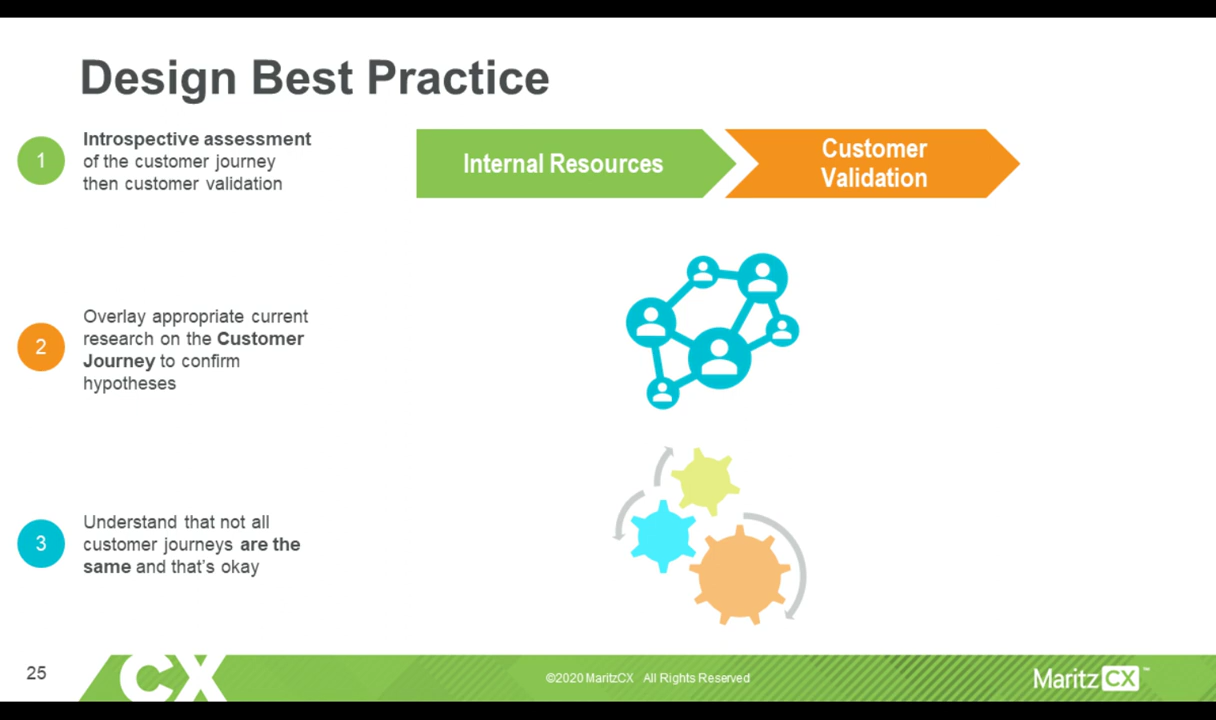 Design Best Practice
1
Introspective assessment
of the customer journey
then customer validation
Internal Resources
Customer
Validation
2
Overlay appropriate current
research on the Customer
Journey to confirm
hypotheses
3
Understand that not all
customer journeys are the
same and that's okay
25
CX
©2020 MaritzCX All Rights Reserved
MaritzCX™